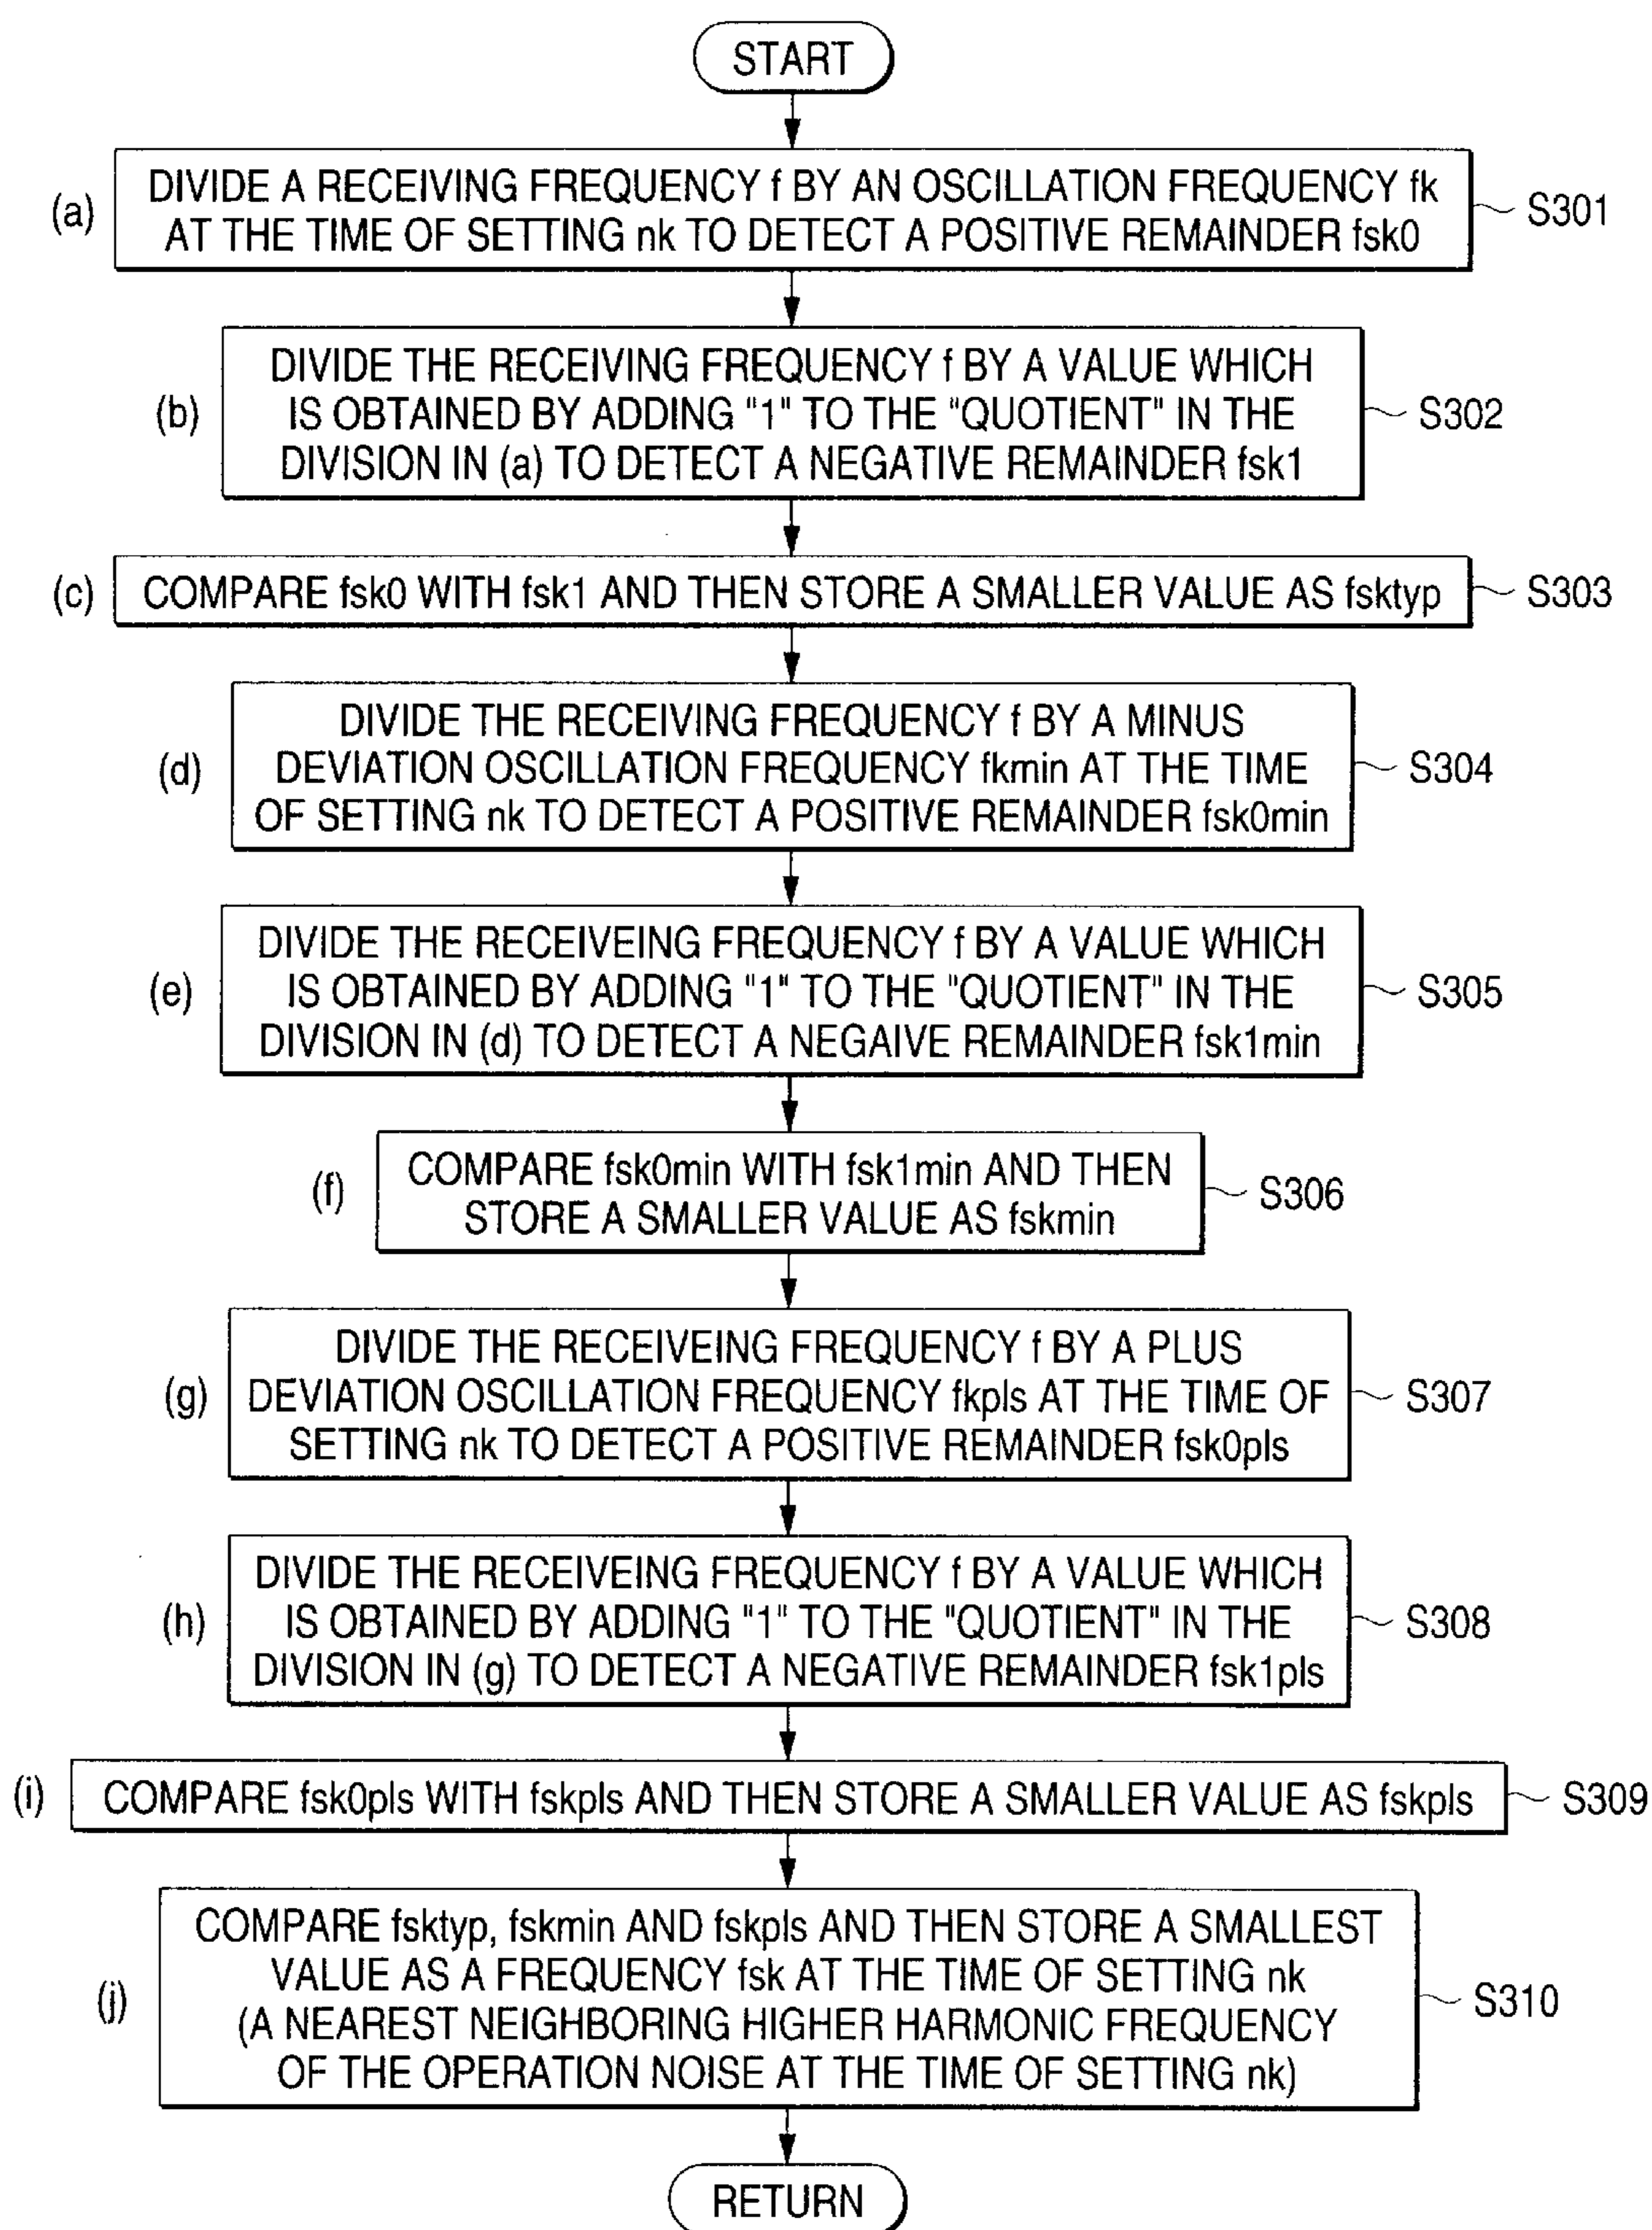 START
(a)
DIVIDE A RECEIVING FREQUENCY f BY AN OSCILLATION FREQUENCY fk
AT THE TIME OF SETTING nk TO DETECT A POSITIVE REMAINDER fsk0
S301
(b)
DIVIDE THE RECEIVING FREQUENCY f BY A VALUE WHICH
IS OBTAINED BY ADDING "1" TO THE "QUOTIENT" IN THE
DIVISION IN (a) TO DETECT A NEGATIVE REMAINDER fsk1
S302
(c)
COMPARE fsk0 WITH fsk1 AND THEN STORE A SMALLER VALUE AS fsktyp
S303
(d)
DIVIDE THE RECEIVING FREQUENCY f BY A MINUS
DEVIATION OSCILLATION FREQUENCY fkmin AT THE TIME
OF SETTING nk TO DETECT A POSITIVE REMAINDER fsk0min
S304
(e)
DIVIDE THE RECEIVEING FREQUENCY f BY A VALUE WHICH
IS OBTAINED BY ADDING "1" TO THE "QUOTIENT" IN THE
DIVISION IN (d) TO DETECT A NEGAIVE REMAINDER fsk1min
S305
(f)
COMPARE fsk0min WITH fsk1min AND THEN
STORE A SMALLER VALUE AS fskmin
S306
(g)
DIVIDE THE RECEIVEING FREQUENCY f BY A PLUS
DEVIATION OSCILLATION FREQUENCY fkpls AT THE TIME OF
SETTING nk TO DETECT A POSITIVE REMAINDER fsk0pls
S307
(h)
DIVIDE THE RECEIVEING FREQUENCY f BY A VALUE WHICH
IS OBTAINED BY ADDING "1" TO THE "QUOTIENT" IN THE
DIVISION IN (g) TO DETECT A NEGATIVE REMAINDER fsk1pls
S308
(i)
COMPARE fsk0pls WITH fskpls AND THEN STORE A SMALLER VALUE AS fskpls
S309
(j)
COMPARE fsktyp, fskmin AND fskpls AND THEN STORE A SMALLEST
VALUE AS A FREQUENCY fsk AT THE TIME OF SETTING nk
(A NEAREST NEIGHBORING HIGHER HARMONIC FREQUENCY
OF THE OPERATION NOISE AT THE TIME OF SETTING nk)
S310
RETURN